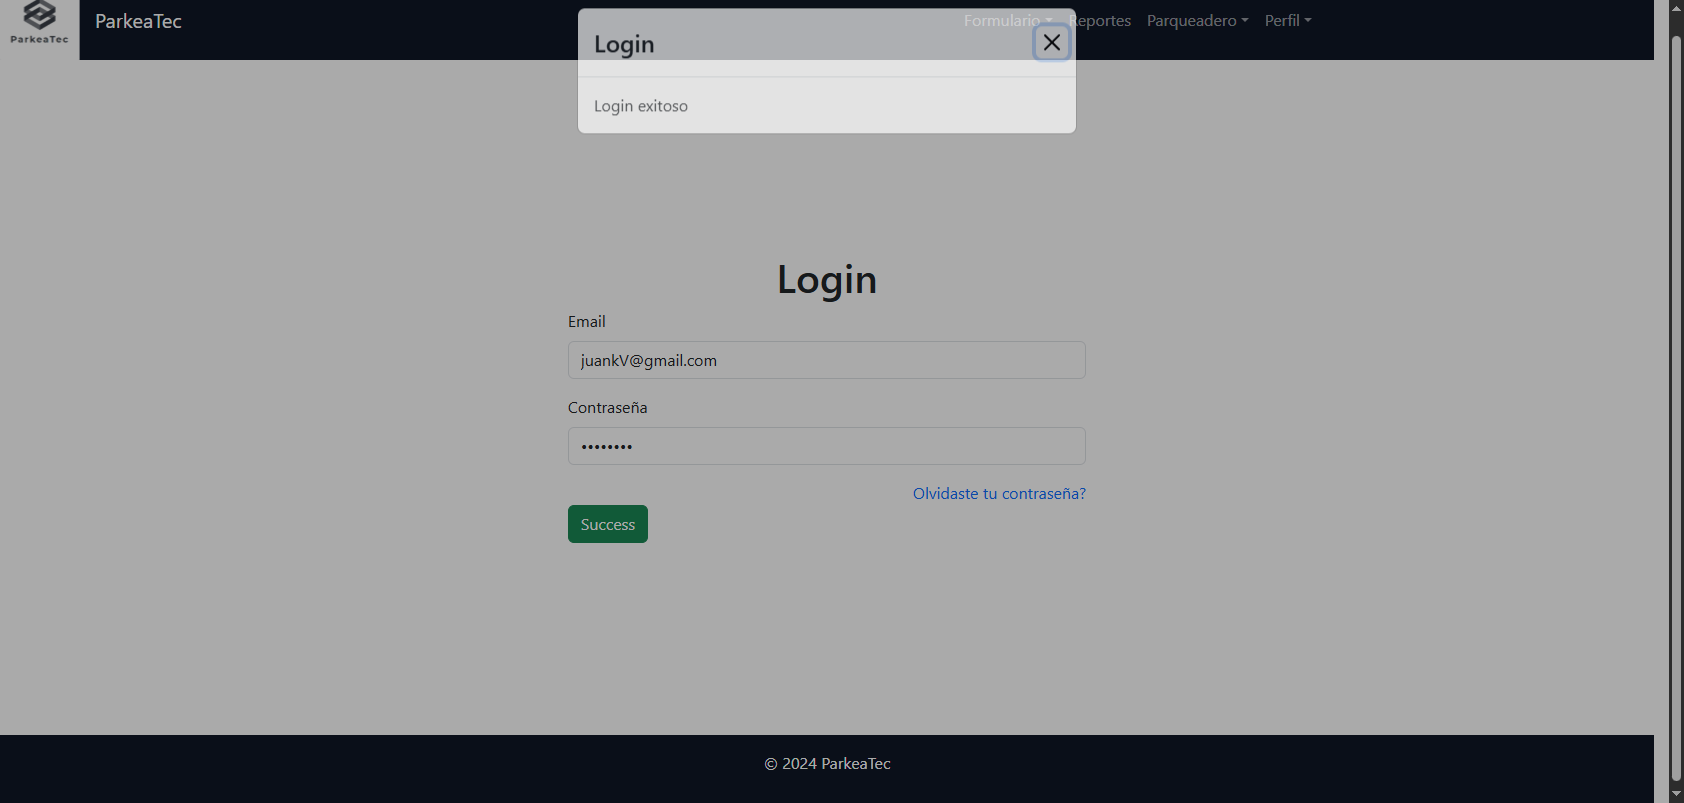 ParkeaTec
ParkeaTec
Formulario Reportes Parqueadero Perfil
Login
Login exitoso
Login
Email
juankV@gmail.com
Contraseña
••••••••
Olvidaste tu contraseña?
Success
© 2024 ParkeaTec